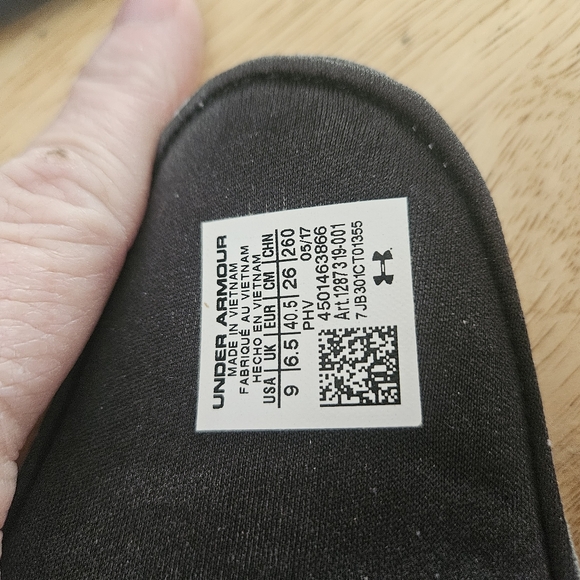 UNDER ARMOUR
MADE IN VIETNAM
FABRIQUÉ AU VIETNAM
HECHO EN VIETNAM
USA | UK | EUR | CM | CHN
9 | 6.5 | 40.5 | 26 | 260
PHV 05/17
4501463866
Art.1287319-001
7JB301CT01355